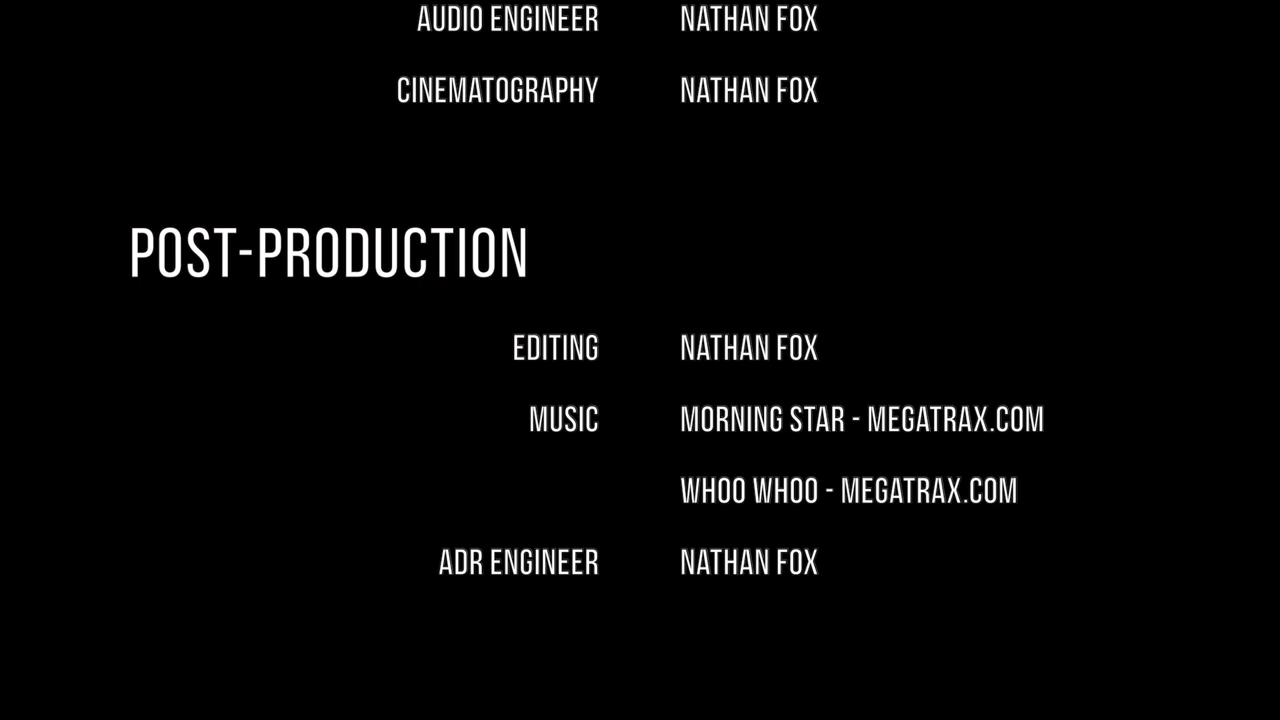 AUDIO ENGINEER NATHAN FOX
CINEMATOGRAPHY NATHAN FOX
POST-PRODUCTION
EDITING NATHAN FOX
MUSIC MORNING STAR - MEGATRAX.COM
WHOO WHOO - MEGATRAX.COM
ADR ENGINEER NATHAN FOX